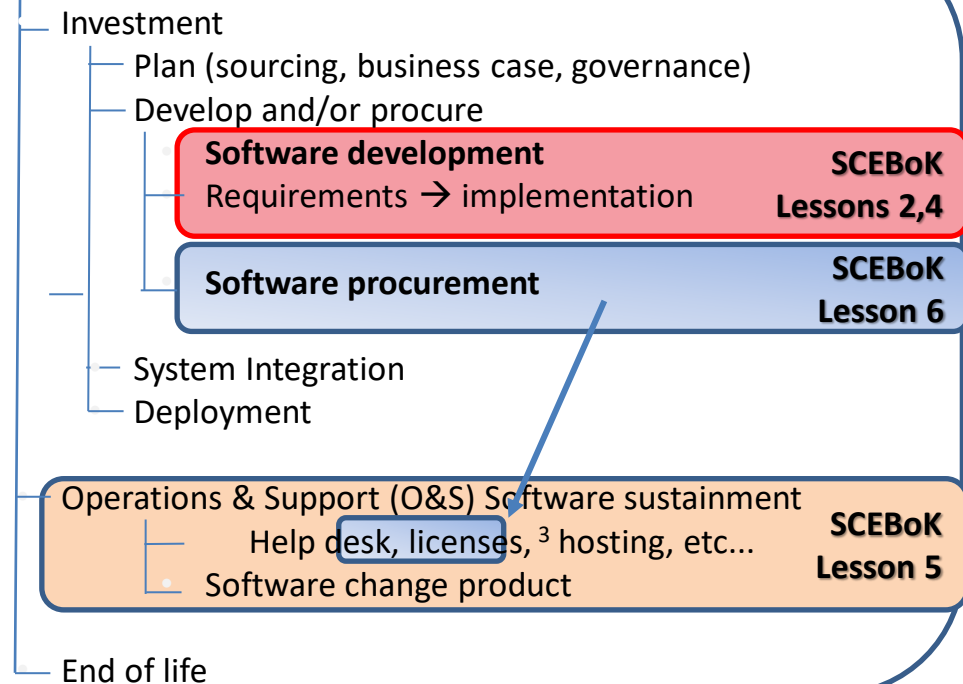 Investment
Plan (sourcing, business case, governance)
Develop and/or procure
Software development
Requirements → implementation
SCEBoK
Lessons 2,4
Software procurement
SCEBoK
Lesson 6
System Integration
Deployment
Operations & Support (O&S) Software sustainment
Help desk, licenses, ³ hosting, etc...
Software change product
SCEBoK
Lesson 5
End of life